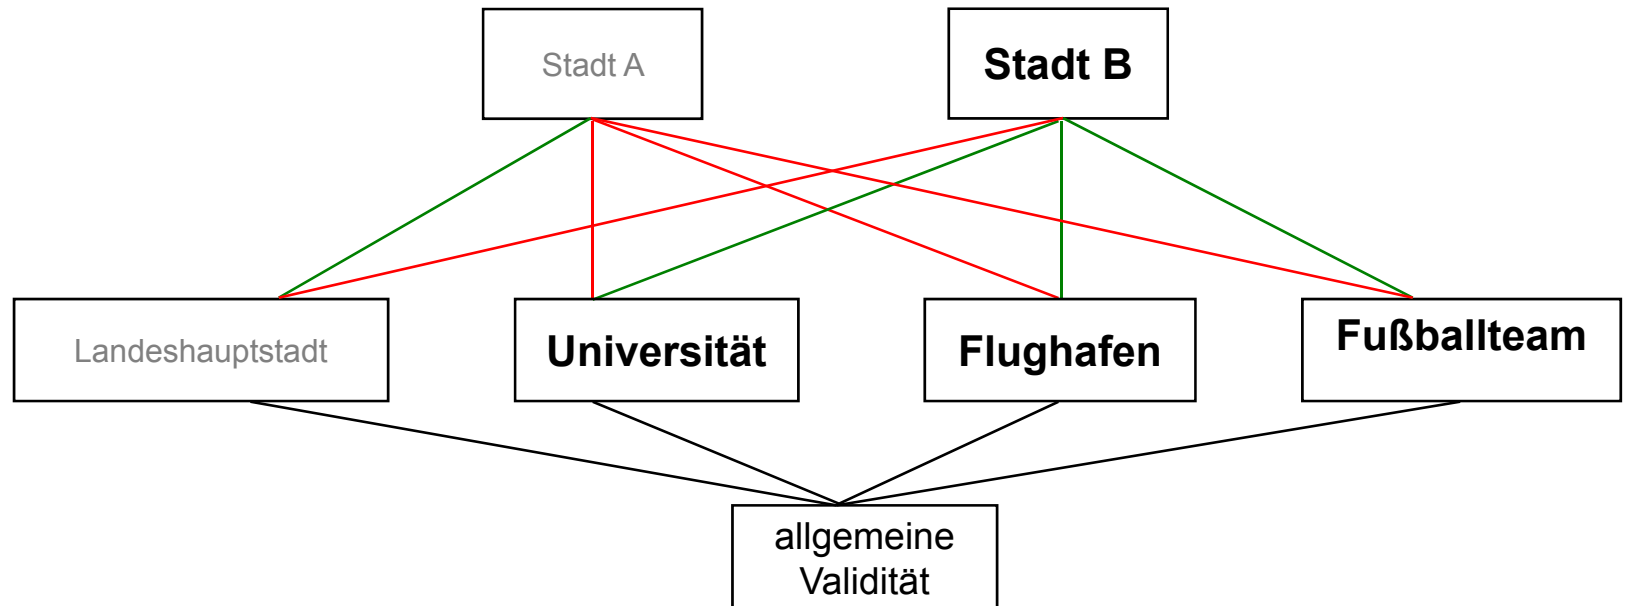 Stadt A
Stadt B
Landeshauptstadt
Universität
Flughafen
Fußballteam
allgemeine
Validität